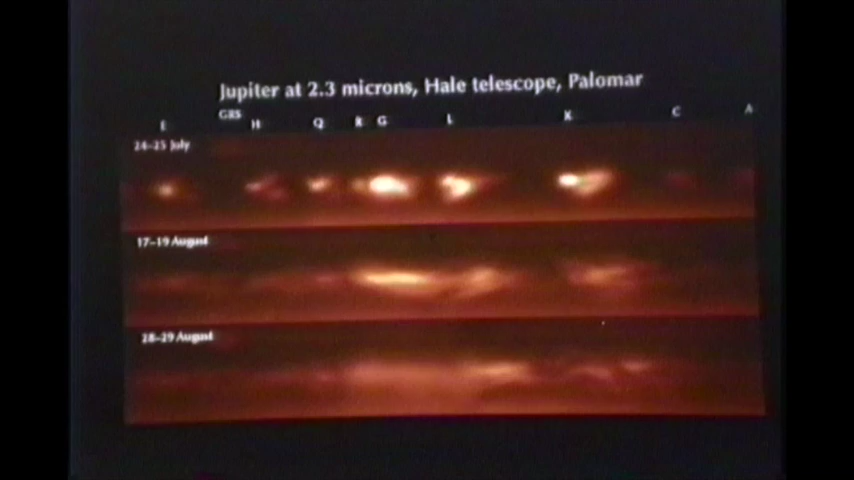 Jupiter at 2.3 microns, Hale telescope, Palomar
GRS
E H Q R G L K C A
24-25 July
17-19 August
28-29 August